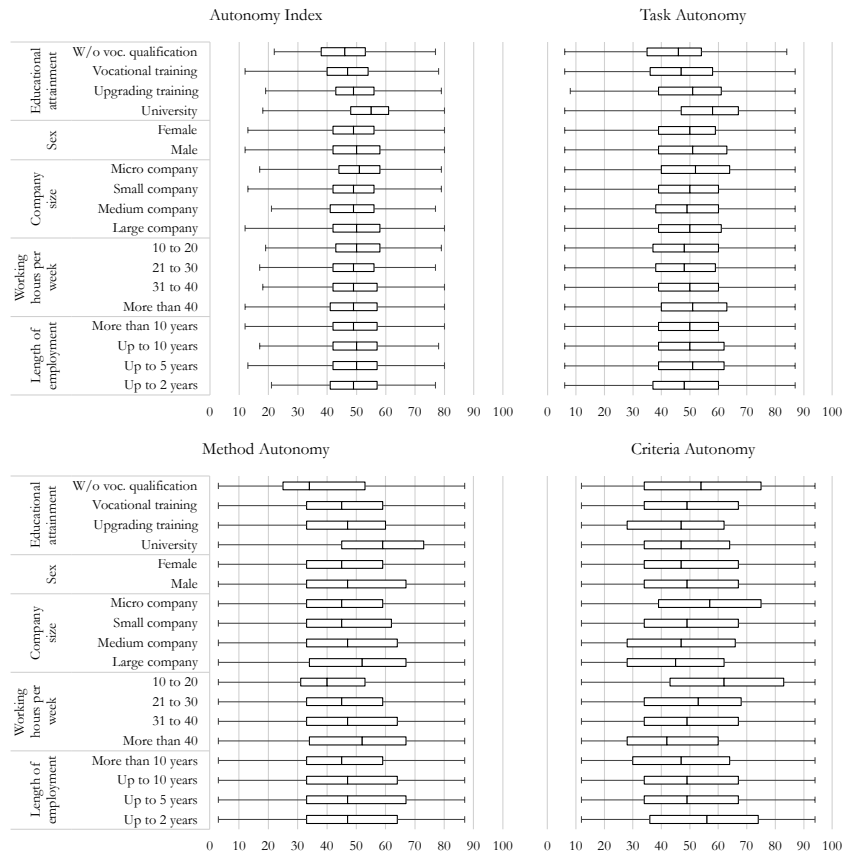 Autonomy Index
Task Autonomy
Educational
attainment
W/o voc. qualification
Vocational training
Upgrading training
University
Sex
Female
Male
Company
size
Micro company
Small company
Medium company
Large company
Working
hours per
week
10 to 20
21 to 30
31 to 40
More than 40
Length of
employment
More than 10 years
Up to 10 years
Up to 5 years
Up to 2 years
0 10 20 30 40 50 60 70 80 90 100
0 10 20 30 40 50 60 70 80 90 100
Method Autonomy
Criteria Autonomy
Educational
attainment
W/o voc. qualification
Vocational training
Upgrading training
University
Sex
Female
Male
Company
size
Micro company
Small company
Medium company
Large company
Working
hours per
week
10 to 20
21 to 30
31 to 40
More than 40
Length of
employment
More than 10 years
Up to 10 years
Up to 5 years
Up to 2 years
0 10 20 30 40 50 60 70 80 90 100
0 10 20 30 40 50 60 70 80 90 100